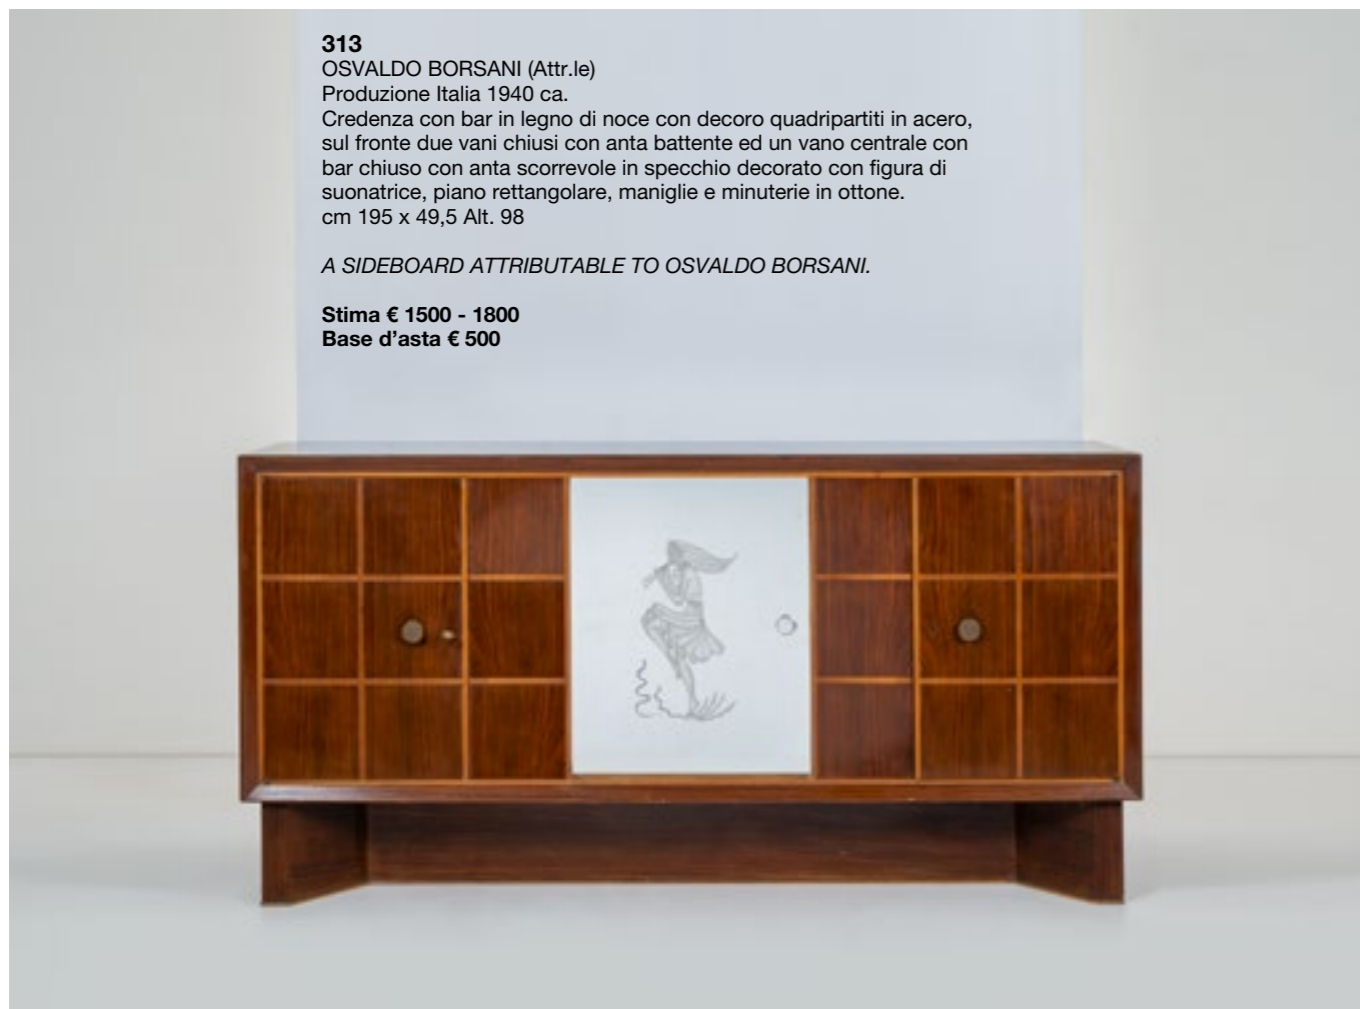 313
OSVALDO BORSANI (Attr.le)
Produzione Italia 1940 ca.
Credenza con bar in legno di noce con decoro quadripartiti in acero,
sul fronte due vani chiusi con anta battente ed un vano centrale con
bar chiuso con anta scorrevole in specchio decorato con figura di
suonatrice, piano rettangolare, maniglie e minuterie in ottone.
cm 195 x 49,5 Alt. 98
A SIDEBOARD ATTRIBUTABLE TO OSVALDO BORSANI.
Stima € 1500 - 1800
Base d’asta € 500